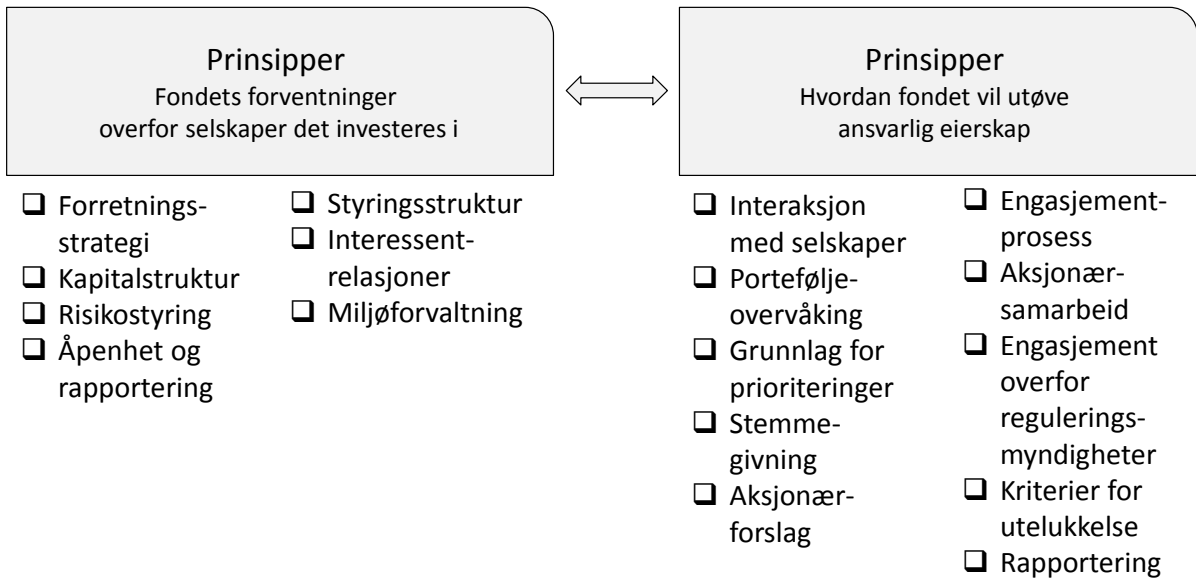 Prinsipper
Fondets forventninger
overfor selskaper det investeres i
❑ Forretnings-
strategi
❑ Kapitalstruktur
❑ Risikostyring
❑ Åpenhet og
rapportering
❑ Styringsstruktur
❑ Interessent-
relasjoner
❑ Miljøforvaltning
Prinsipper
Hvordan fondet vil utøve
ansvarlig eierskap
❑ Interaksjon
med selskaper
❑ Portefølje-
overvåking
❑ Grunnlag for
prioriteringer
❑ Stemme-
givning
❑ Aksjonær-
forslag
❑ Engasjement-
prosess
❑ Aksjonær-
samarbeid
❑ Engasjement
overfor
regulerings-
myndigheter
❑ Kriterier for
utelukkelse
❑ Rapportering